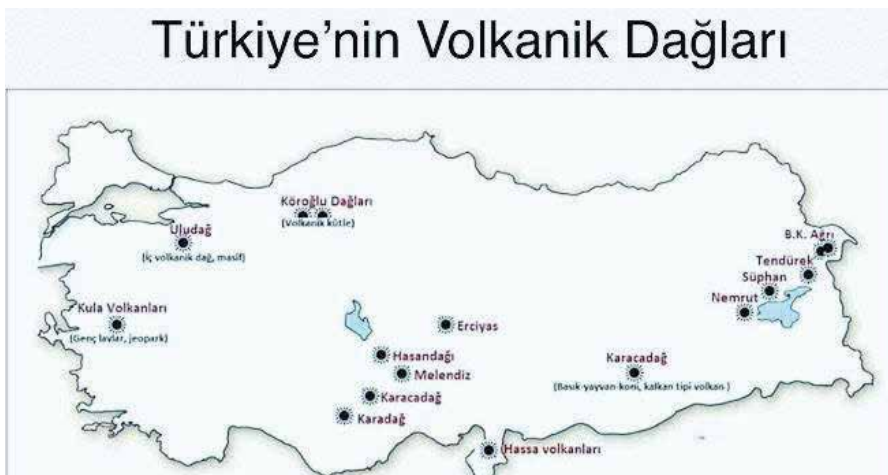 Türkiye’nin Volkanik Dağları
Köroğlu Dağları
(Volkanik kütle)
Uludağ
(İç volkanik dağ, masif)
B.K. Ağrı
Tendürek
Süphan
Nemrut
Kula Volkanları
(Genç lavlar, jeopark)
Erciyas
Hasandağı
Melendiz
Karacadağ
(Basık yayvan koni, kalkan tipi volkan )
Karacadağ
Karadağ
Hassa volkanları